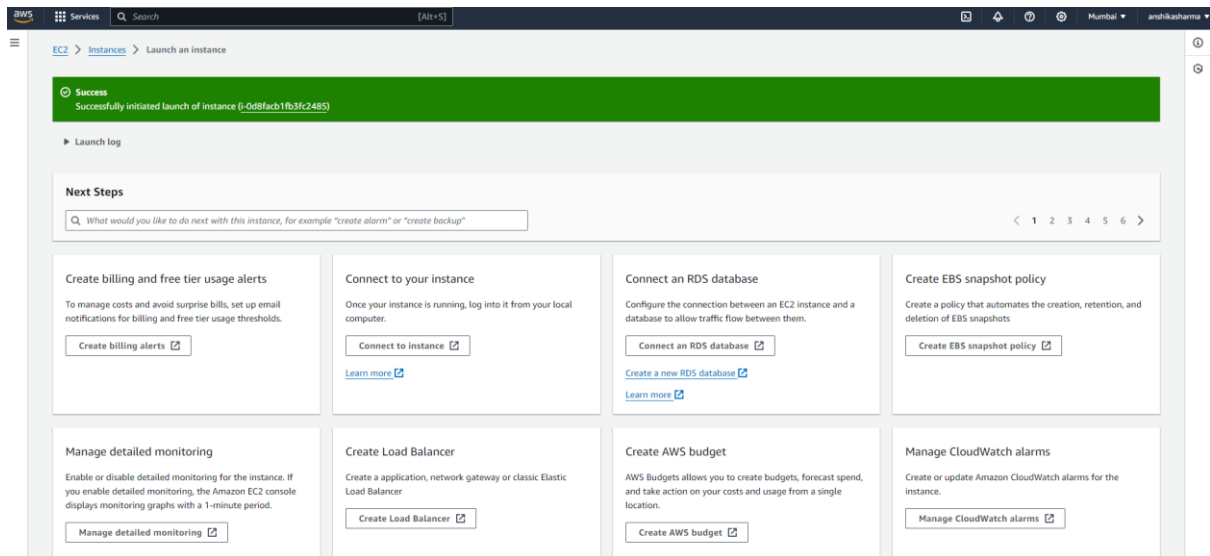 aws Services Search [Alt+S] Mumbai anshikasharma
EC2 > Instances > Launch an instance
Success
Successfully initiated launch of instance (i-0d8facb1fb3fc2485)
Launch log
Next Steps
What would you like to do next with this instance, for example "create alarm" or "create backup"
< 1 2 3 4 5 6 >
Create billing and free tier usage alerts
To manage costs and avoid surprise bills, set up email
notifications for billing and free tier usage thresholds.
Create billing alerts
Connect to your instance
Once your instance is running, log into it from your local
computer.
Connect to instance
Learn more
Connect an RDS database
Configure the connection between an EC2 instance and a
database to allow traffic flow between them.
Connect an RDS database
Create a new RDS database
Learn more
Create EBS snapshot policy
Create a policy that automates the creation, retention, and
deletion of EBS snapshots
Create EBS snapshot policy
Manage detailed monitoring
Enable or disable detailed monitoring for the instance. If
you enable detailed monitoring, the Amazon EC2 console
displays monitoring graphs with a 1-minute period.
Manage detailed monitoring
Create Load Balancer
Create a application, network gateway or classic Elastic
Load Balancer
Create Load Balancer
Create AWS budget
AWS Budgets allows you to create budgets, forecast spend,
and take action on your costs and usage from a single
location.
Create AWS budget
Manage CloudWatch alarms
Create or update Amazon CloudWatch alarms for the
instance.
Manage CloudWatch alarms